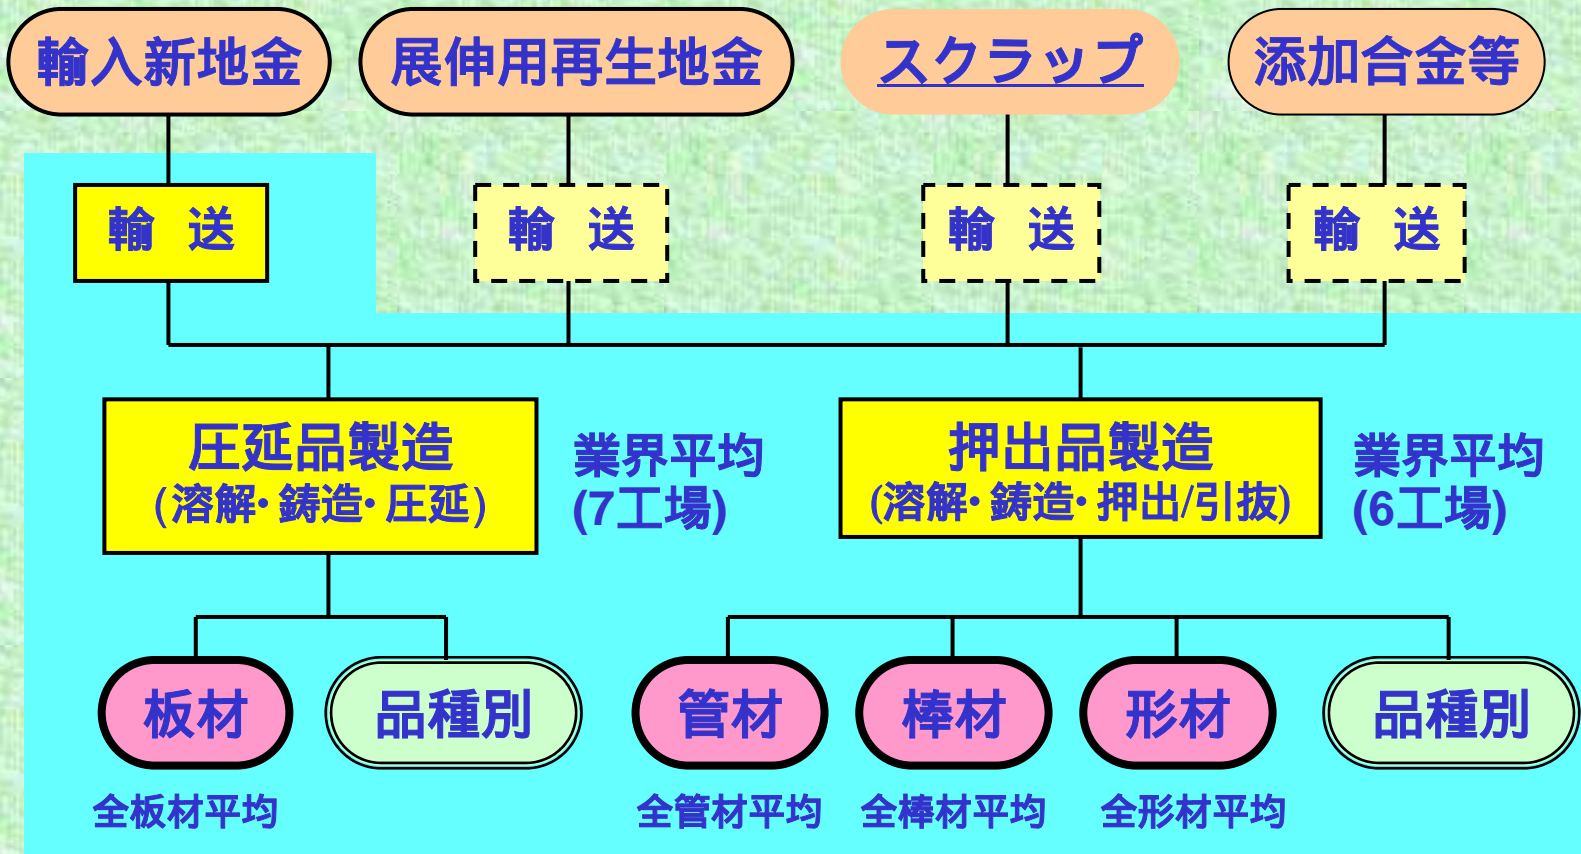 輸入新地金
展伸用再生地金
スクラップ
添加合金等
輸 送
輸 送
輸 送
輸 送
圧延品製造
(溶解・鋳造・圧延)
業界平均
(7工場)
押出品製造
(溶解・鋳造・押出/引抜)
業界平均
(6工場)
板材
品種別
管材
棒材
形材
品種別
全板材平均
全管材平均
全棒材平均
全形材平均